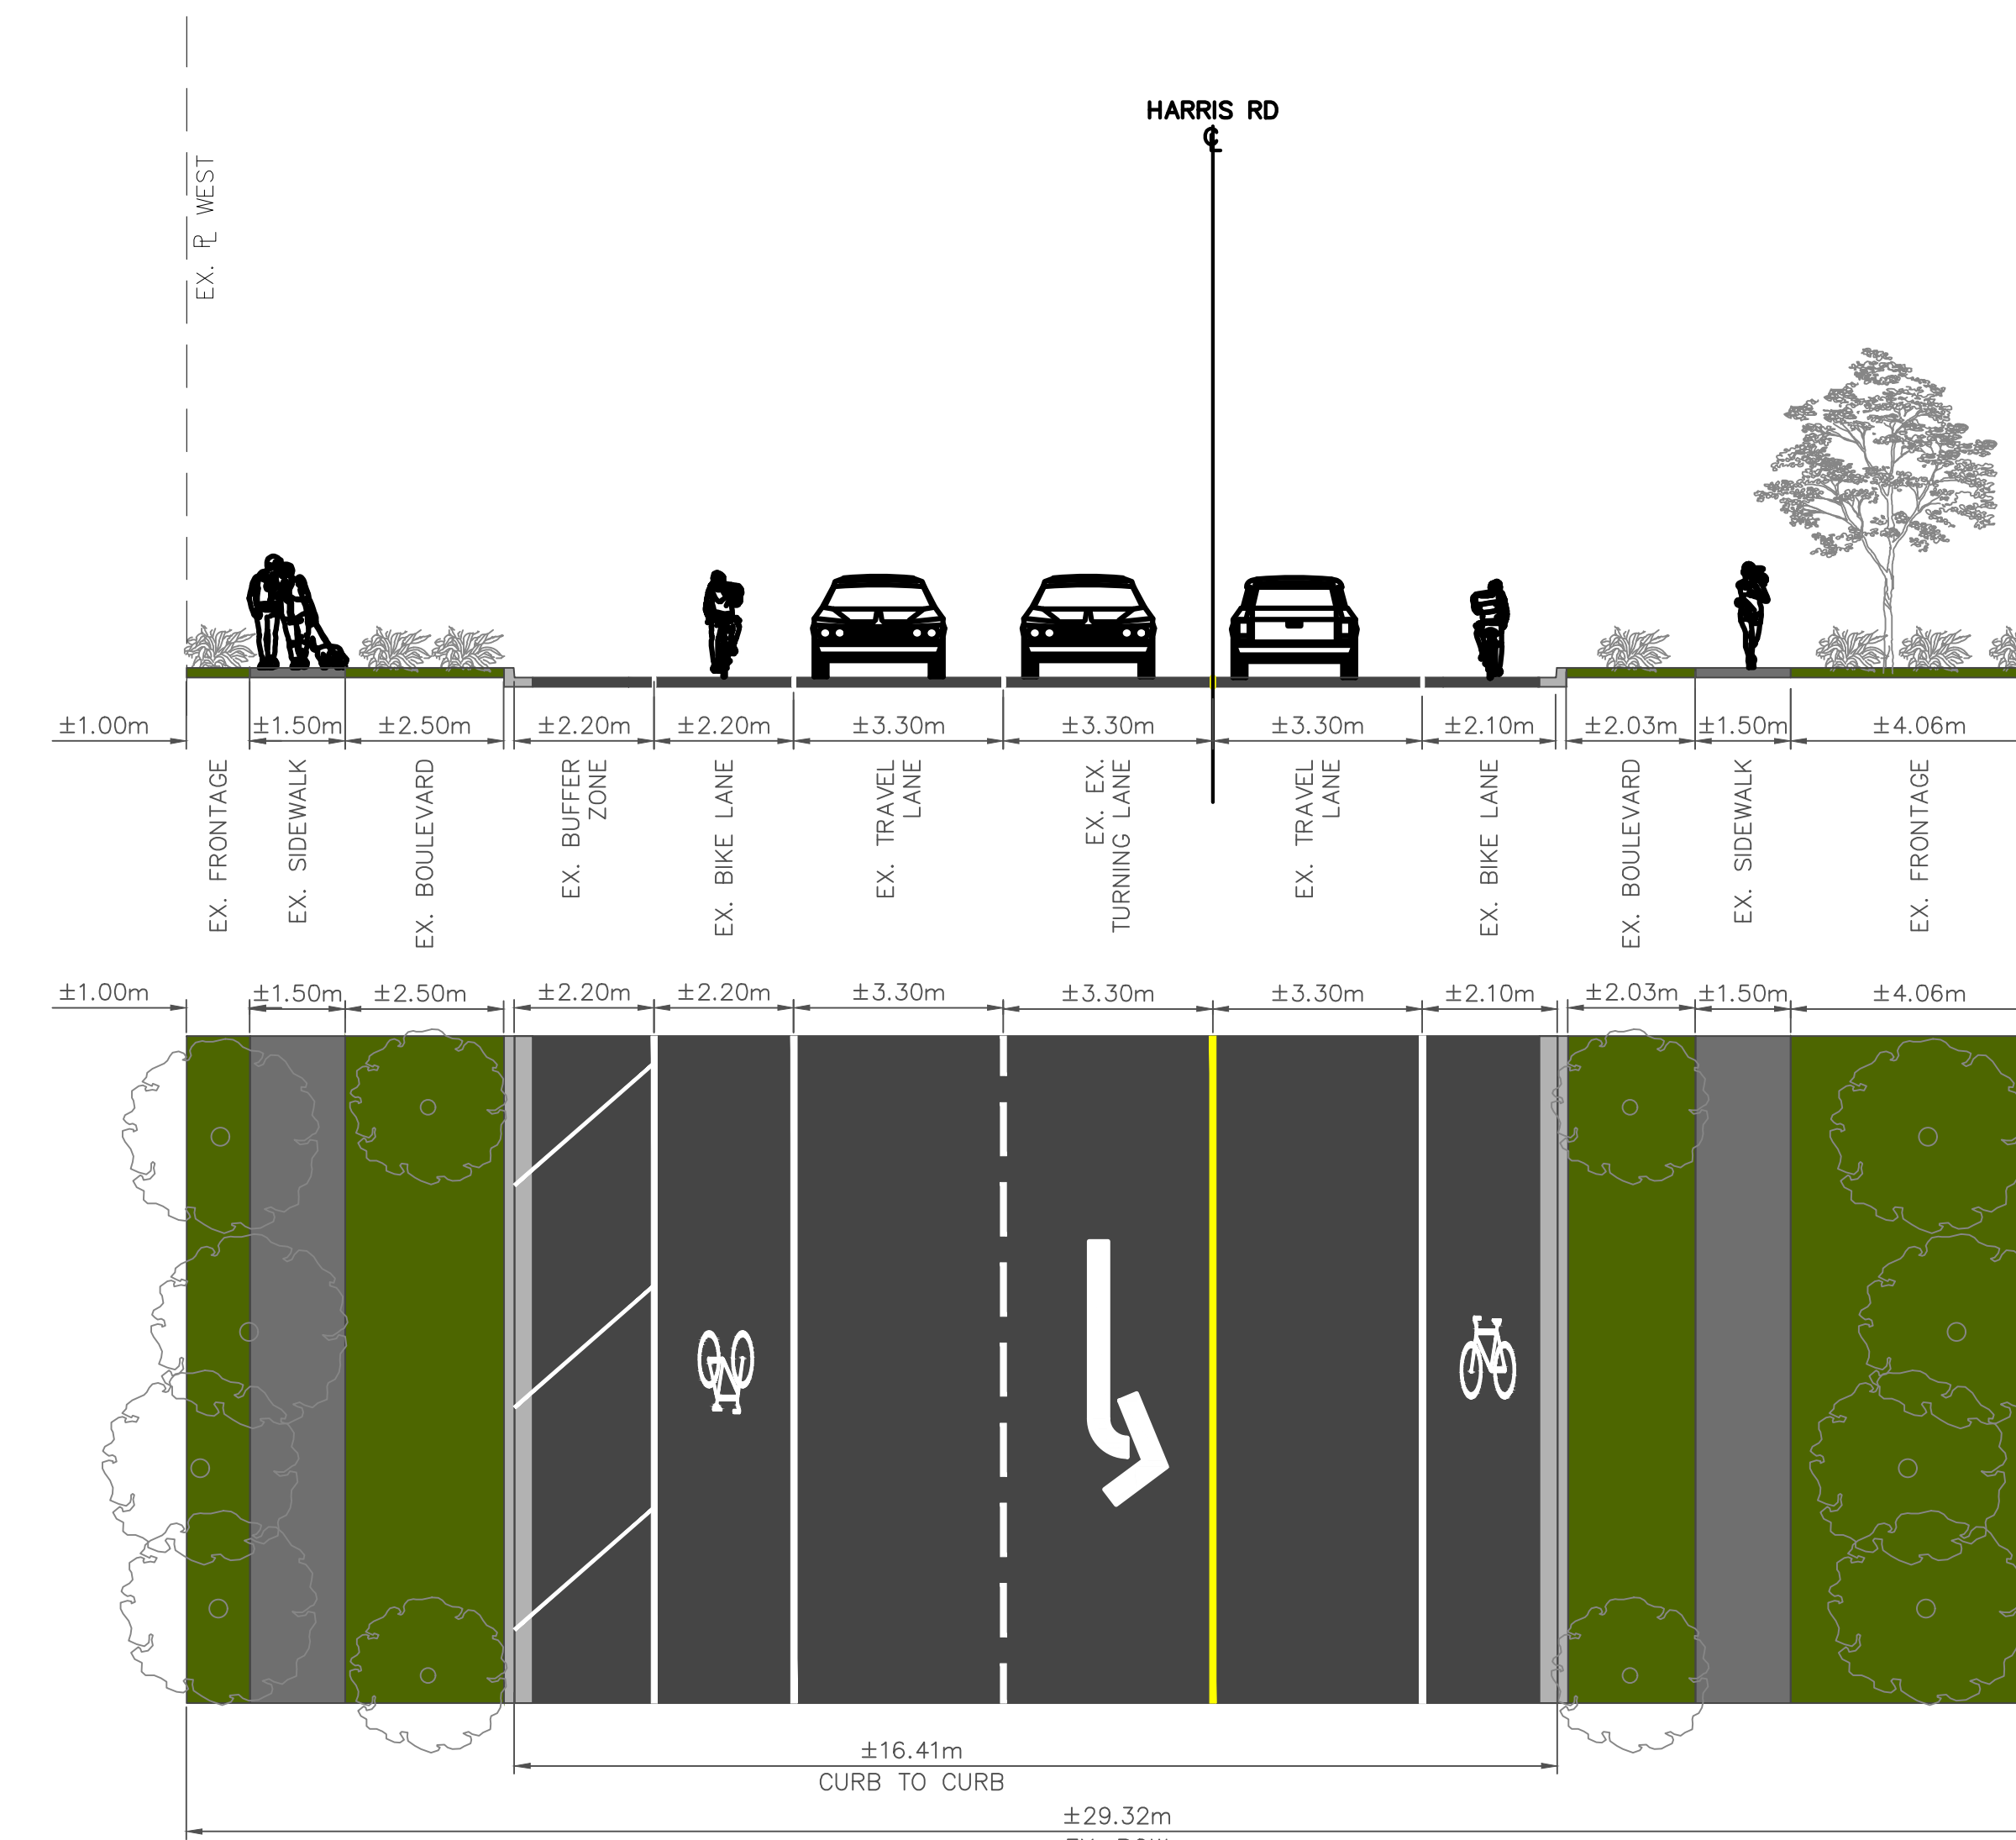 HARRIS RD
℄
EX. PL WEST
±1.00m
±1.50m
±2.50m
±2.20m
±2.20m
±3.30m
±3.30m
±3.30m
±2.10m
±2.03m
±1.50m
±4.06m
EX. FRONTAGE
EX. SIDEWALK
EX. BOULEVARD
EX. BUFFER
ZONE
EX. BIKE LANE
EX. TRAVEL
LANE
EX. EX.
TURNING LANE
EX. TRAVEL
LANE
EX. BIKE LANE
EX. BOULEVARD
EX. SIDEWALK
EX. FRONTAGE
±1.00m
±1.50m
±2.50m
±2.20m
±2.20m
±3.30m
±3.30m
±3.30m
±2.10m
±2.03m
±1.50m
±4.06m
±16.41m
CURB TO CURB
±29.32m